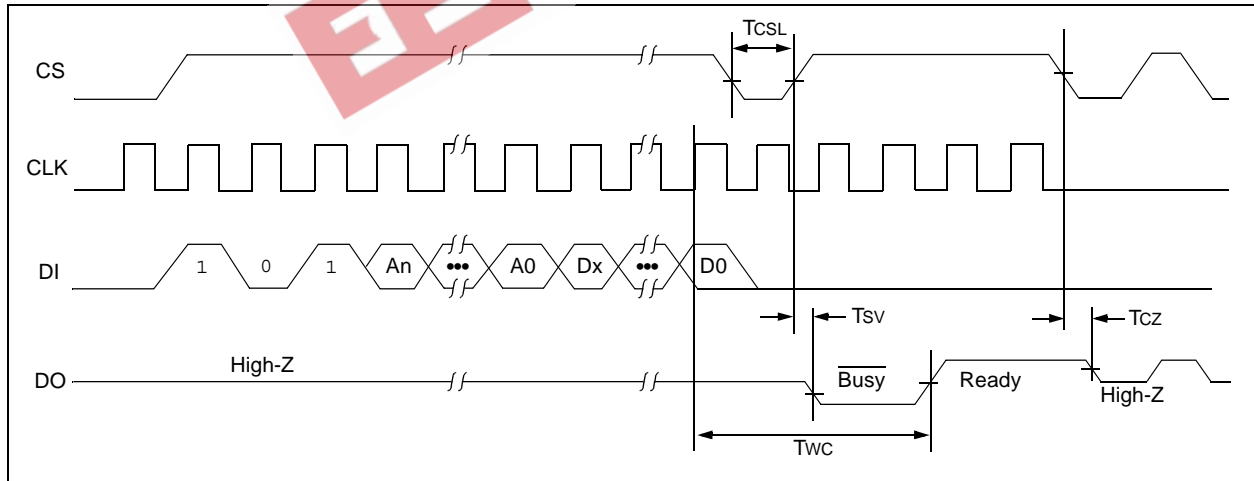 TCSL
CS
CLK
DI
1 0 1 An ••• A0 Dx ••• D0
TSV
TCZ
DO
High-Z
Busy
Ready
High-Z
TWC